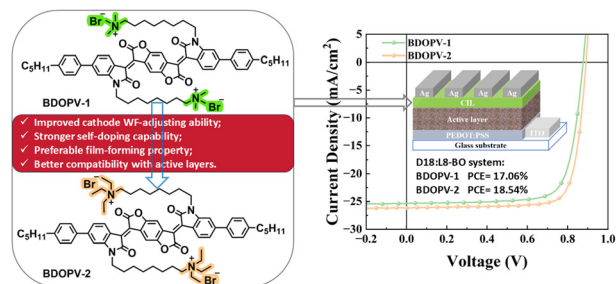 Br⁻
N⁺
C5H11
O
O
N
O
O
N
O
O
C5H11
BDOPV-1
N⁺
Br⁻
✓ Improved cathode WF-adjusting ability;
✓ Stronger self-doping capability;
✓ Preferable film-forming property;
✓ Better compatibility with active layers.
Br⁻
N⁺
C5H11
O
O
N
O
O
N
O
O
C5H11
BDOPV-2
N⁺
Br⁻
Current Density (mA/cm²)
5
0
-5
-10
-15
-20
-25
-30
BDOPV-1
BDOPV-2
Ag Ag Ag Ag
CIL
Active layer
PEDOT:PSS
ITO
Glass substrate
D18:L8-BO system:
BDOPV-1 PCE= 17.06%
BDOPV-2 PCE= 18.54%
-0.2 0.0 0.2 0.4 0.6 0.8 1.0
Voltage (V)